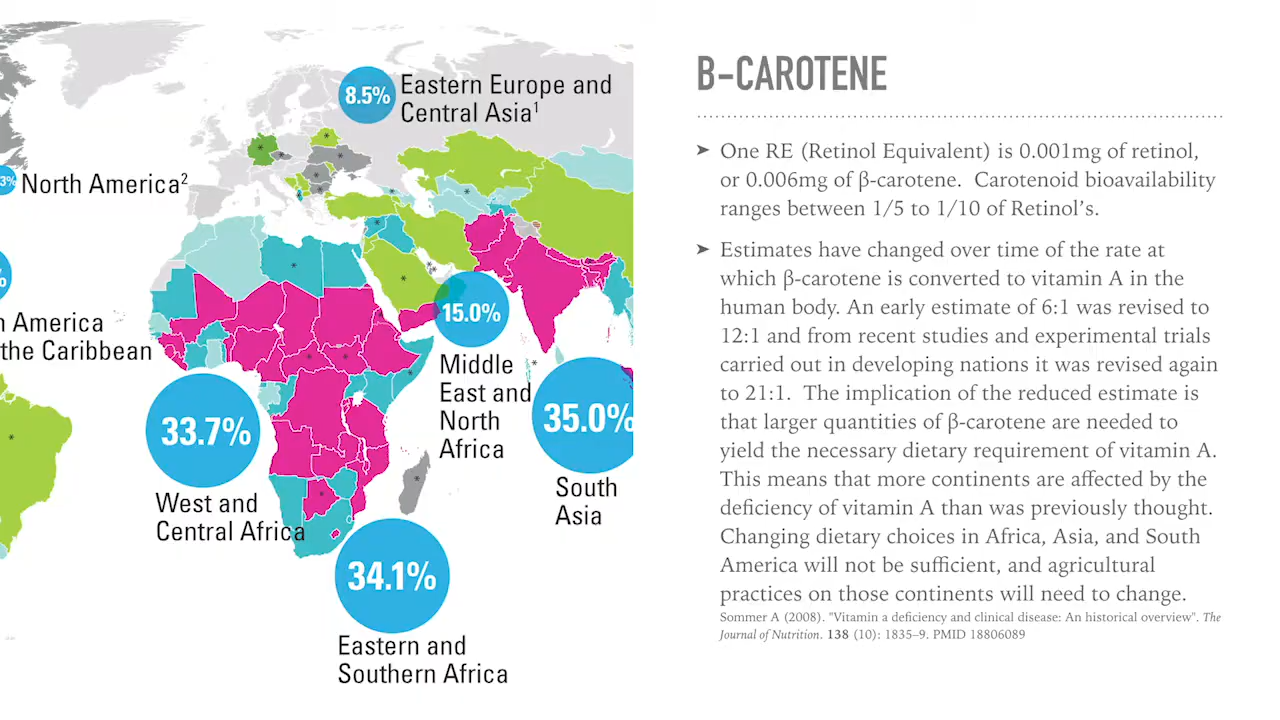 8.5%
Eastern Europe and
Central Asia¹
3%
North America²
%
n America
the Caribbean
15.0%
Middle
East and
North
Africa
33.7%
West and
Central Africa
35.0%
South
Asia
34.1%
Eastern and
Southern Africa
B-CAROTENE
➤ One RE (Retinol Equivalent) is 0.001mg of retinol,
or 0.006mg of β-carotene.  Carotenoid bioavailability
ranges between 1/5 to 1/10 of Retinol’s.
➤ Estimates have changed over time of the rate at
which β-carotene is converted to vitamin A in the
human body. An early estimate of 6:1 was revised to
12:1 and from recent studies and experimental trials
carried out in developing nations it was revised again
to 21:1.  The implication of the reduced estimate is
that larger quantities of β-carotene are needed to
yield the necessary dietary requirement of vitamin A.
This means that more continents are affected by the
deficiency of vitamin A than was previously thought.
Changing dietary choices in Africa, Asia, and South
America will not be sufficient, and agricultural
practices on those continents will need to change.
Sommer A (2008). "Vitamin a deficiency and clinical disease: An historical overview". The
Journal of Nutrition. 138 (10): 1835–9. PMID 18806089